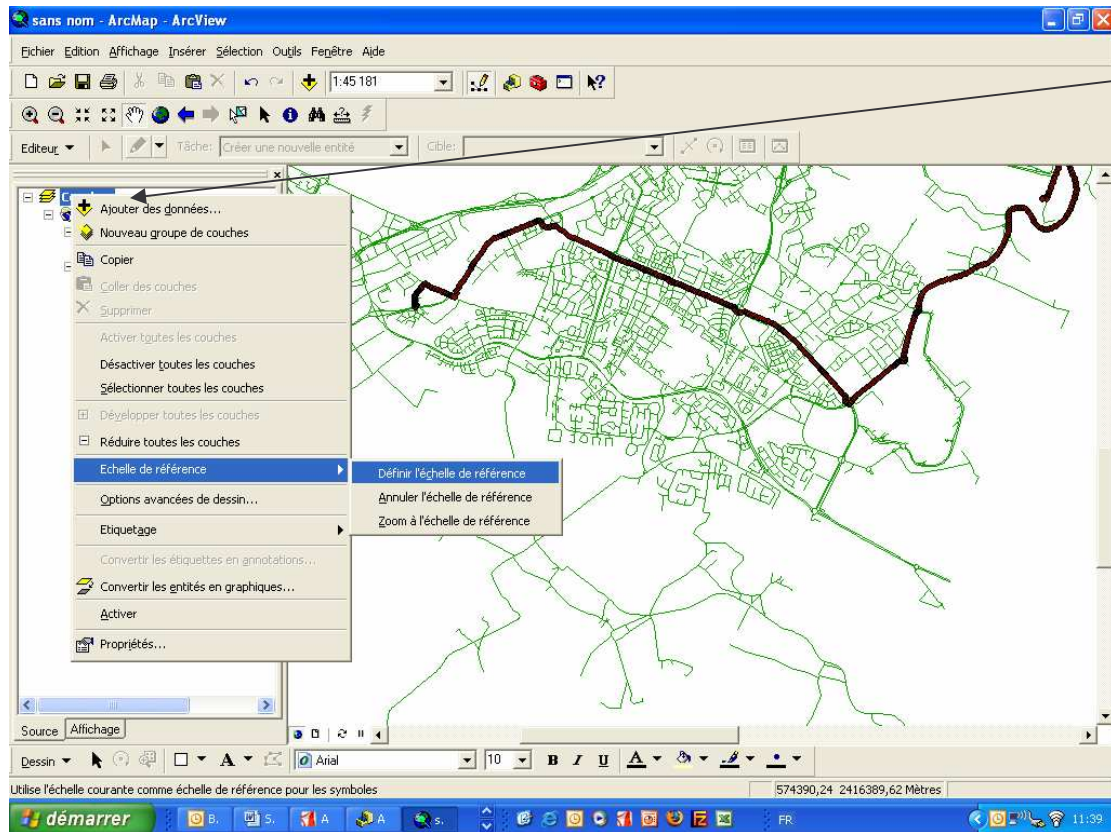 sans nom - ArcMap - ArcView
Fichier Edition Affichage Insérer Sélection Outils Fenêtre Aide
1:45 181
Editeur Tâche: Créer une nouvelle entité Cible:
Ajouter des données...
Nouveau groupe de couches
Copier
Coller des couches
Supprimer
Activer toutes les couches
Désactiver toutes les couches
Sélectionner toutes les couches
Développer toutes les couches
Réduire toutes les couches
Echelle de référence
Définir l'échelle de référence
Annuler l'échelle de référence
Zoom à l'échelle de référence
Options avancées de dessin...
Etiquetage
Convertir les étiquettes en annotations...
Convertir les entités en graphiques...
Activer
Propriétés...
Source Affichage
Dessin A Arial 10 B I U A
Utilise l'échelle courante comme échelle de référence pour les symboles 574390,24 2416389,62 Mètres
démarrer B. S. A A s. FR 11:39